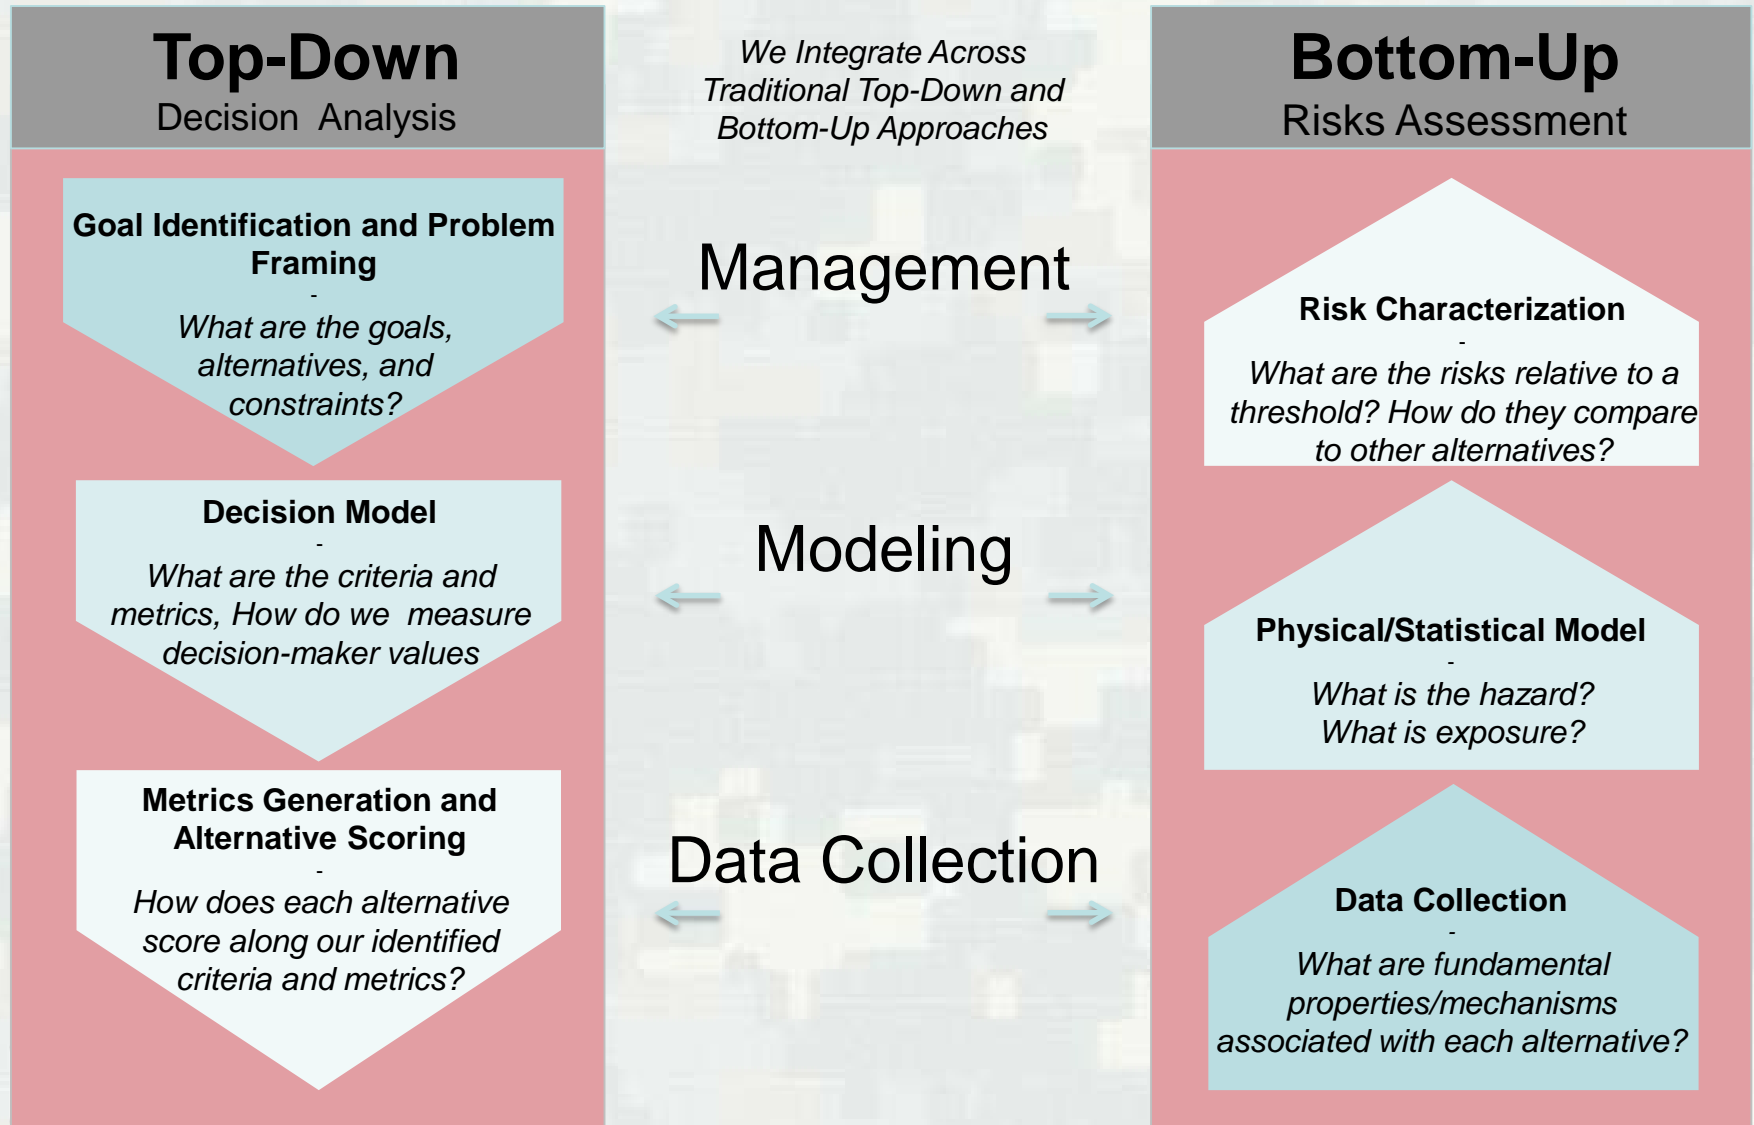 Top-Down
Decision Analysis
Goal Identification and Problem
Framing
-
What are the goals,
alternatives, and
constraints?
Decision Model
-
What are the criteria and
metrics, How do we measure
decision-maker values
Metrics Generation and
Alternative Scoring
-
How does each alternative
score along our identified
criteria and metrics?
We Integrate Across
Traditional Top-Down and
Bottom-Up Approaches
Management
Modeling
Data Collection
Bottom-Up
Risks Assessment
Risk Characterization
-
What are the risks relative to a
threshold? How do they compare
to other alternatives?
Physical/Statistical Model
-
What is the hazard?
What is exposure?
Data Collection
-
What are fundamental
properties/mechanisms
associated with each alternative?